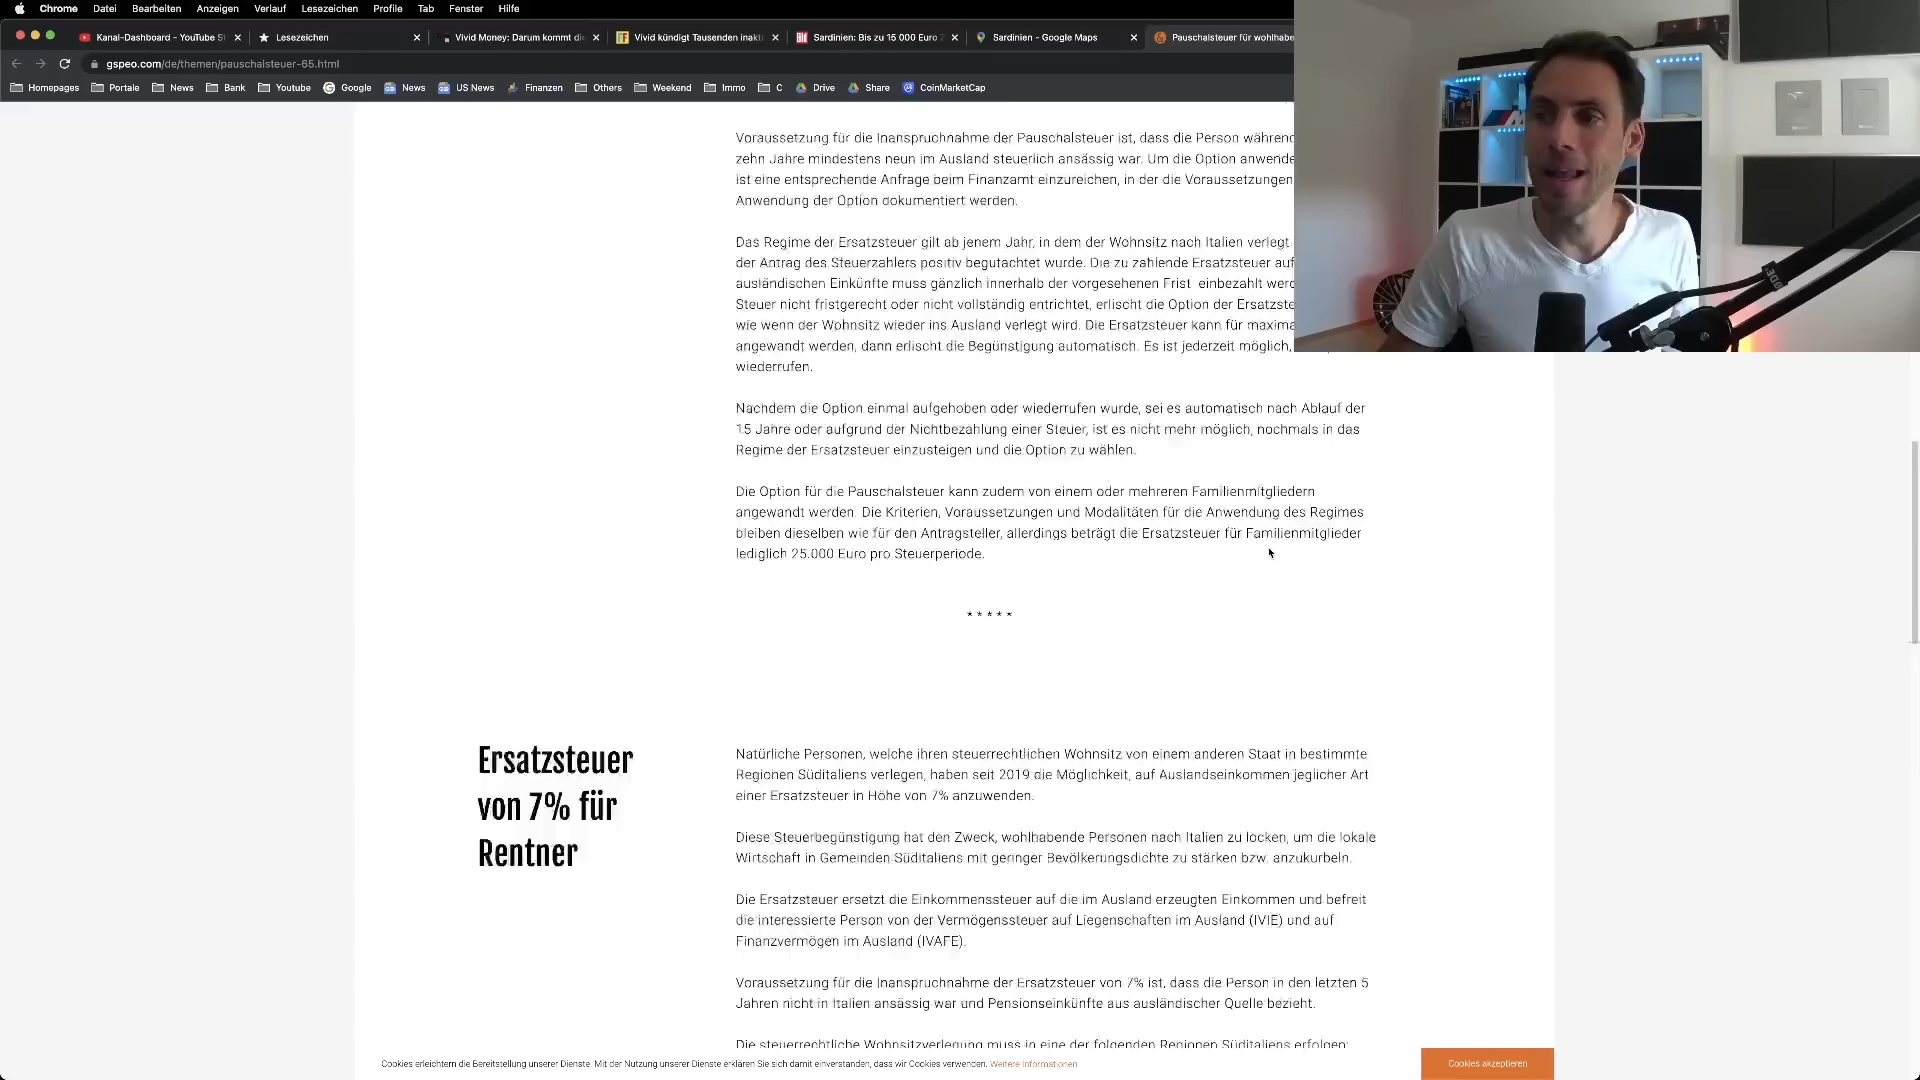 Chrome Datei Bearbeiten Anzeigen Verlauf Lesezeichen Profile Tab Fenster Hilfe
Kanal-Dashboard - YouTube S
Lesezeichen
Vivid Money: Darum kommt di
Vivid kündigt Tausenden inakt
Sardinien: Bis zu 15 000 Euro
Sardinien - Google Maps
Pauschalsteuer für wohlhabe
gspeo.com/de/themen/pauschalsteuer-65.html
Homepages Portale News Bank Youtube Google News US News Finanzen Others Weekend Immo C Drive Share CoinMarketCap
Voraussetzung für die Inanspruchnahme der Pauschalsteuer ist, dass die Person währen
zehn Jahre mindestens neun im Ausland steuerlich ansässig war. Um die Option anwende
ist eine entsprechende Anfrage beim Finanzamt einzureichen, in der die Voraussetzungen
Anwendung der Option dokumentiert werden.
Das Regime der Ersatzsteuer gilt ab jenem Jahr, in dem der Wohnsitz nach Italien verlegt
der Antrag des Steuerzahlers positiv begutachtet wurde. Die zu zahlende Ersatzsteuer auf
ausländischen Einkünfte muss gänzlich innerhalb der vorgesehenen Frist einbezahlt werd
Steuer nicht fristgerecht oder nicht vollständig entrichtet, erlischt die Option der Ersatzste
wie wenn der Wohnsitz wieder ins Ausland verlegt wird. Die Ersatzsteuer kann für maxima
angewandt werden, dann erlischt die Begünstigung automatisch. Es ist jederzeit möglich,
wiederrufen.
Nachdem die Option einmal aufgehoben oder wiederrufen wurde, sei es automatisch nach Ablauf der
15 Jahre oder aufgrund der Nichtbezahlung einer Steuer, ist es nicht mehr möglich, nochmals in das
Regime der Ersatzsteuer einzusteigen und die Option zu wählen.
Die Option für die Pauschalsteuer kann zudem von einem oder mehreren Familienmitgliedern
angewandt werden. Die Kriterien, Voraussetzungen und Modalitäten für die Anwendung des Regimes
bleiben dieselben wie für den Antragsteller, allerdings beträgt die Ersatzsteuer für Familienmitglieder
lediglich 25.000 Euro pro Steuerperiode.
* * * * *
Ersatzsteuer
von 7% für
Rentner
Natürliche Personen, welche ihren steuerrechtlichen Wohnsitz von einem anderen Staat in bestimmte
Regionen Süditaliens verlegen, haben seit 2019 die Möglichkeit, auf Auslandseinkommen jeglicher Art
einer Ersatzsteuer in Höhe von 7% anzuwenden.
Diese Steuerbegünstigung hat den Zweck, wohlhabende Personen nach Italien zu locken, um die lokale
Wirtschaft in Gemeinden Süditaliens mit geringer Bevölkerungsdichte zu stärken bzw. anzukurbeln.
Die Ersatzsteuer ersetzt die Einkommenssteuer auf die im Ausland erzeugten Einkommen und befreit
die interessierte Person von der Vermögenssteuer auf Liegenschaften im Ausland (IVIE) und auf
Finanzvermögen im Ausland (IVAFE).
Voraussetzung für die Inanspruchnahme der Ersatzsteuer von 7% ist, dass die Person in den letzten 5
Jahren nicht in Italien ansässig war und Pensionseinkünfte aus ausländischer Quelle bezieht.
Die steuerrechtliche Wohnsitzverlegung muss in eine der folgenden Regionen Süditaliens erfolgen:
Cookies erleichtern die Bereitstellung unserer Dienste. Mit der Nutzung unserer Dienste erklären Sie sich damit einverstanden, dass wir Cookies verwenden. Weitere Informationen
Cookies akzeptieren